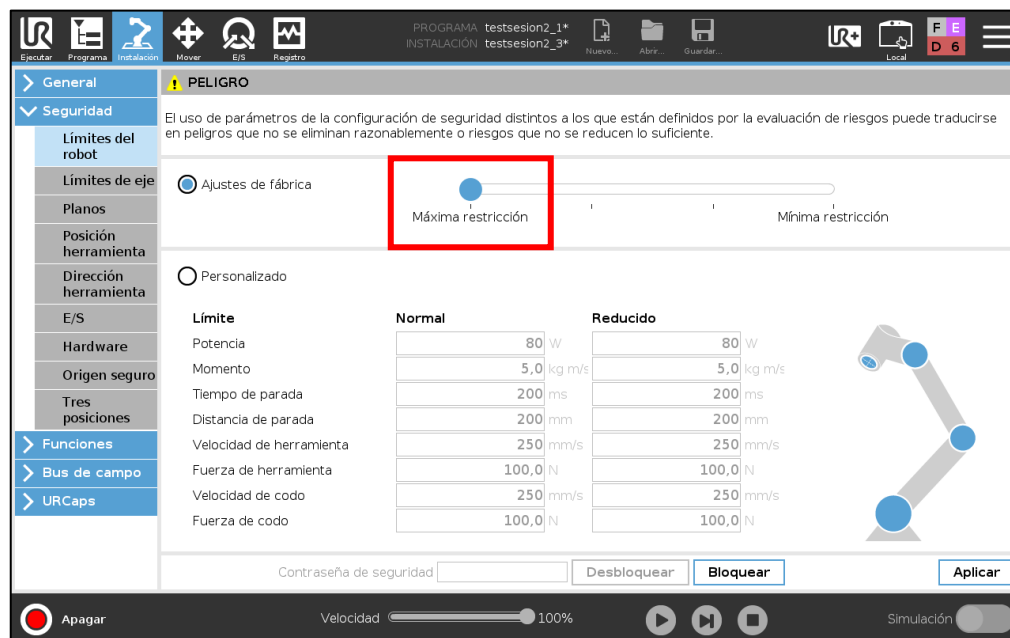 PROGRAMA testsesion2_1*
INSTALACIÓN testsesion2_3*
UR
Ejecutar Programa Instalación Mover E/S Registro
Nuevo... Abrir... Guardar...
UR+
Local
F E
D 6
General
Seguridad
Límites del
robot
Límites de eje
Planos
Posición
herramienta
Dirección
herramienta
E/S
Hardware
Origen seguro
Tres
posiciones
Funciones
Bus de campo
URCaps
PELIGRO
El uso de parámetros de la configuración de seguridad distintos a los que están definidos por la evaluación de riesgos puede traducirse
en peligros que no se eliminan razonablemente o riesgos que no se reducen lo suficiente.
Ajustes de fábrica
Máxima restricción Mínima restricción
Personalizado
Límite Normal Reducido
Potencia 80 W 80 W
Momento 5,0 kg m/s 5,0 kg m/s
Tiempo de parada 200 ms 200 ms
Distancia de parada 200 mm 200 mm
Velocidad de herramienta 250 mm/s 250 mm/s
Fuerza de herramienta 100,0 N 100,0 N
Velocidad de codo 250 mm/s 250 mm/s
Fuerza de codo 100,0 N 100,0 N
Contraseña de seguridad Desbloquear Bloquear Aplicar
Apagar Velocidad 100% Simulación